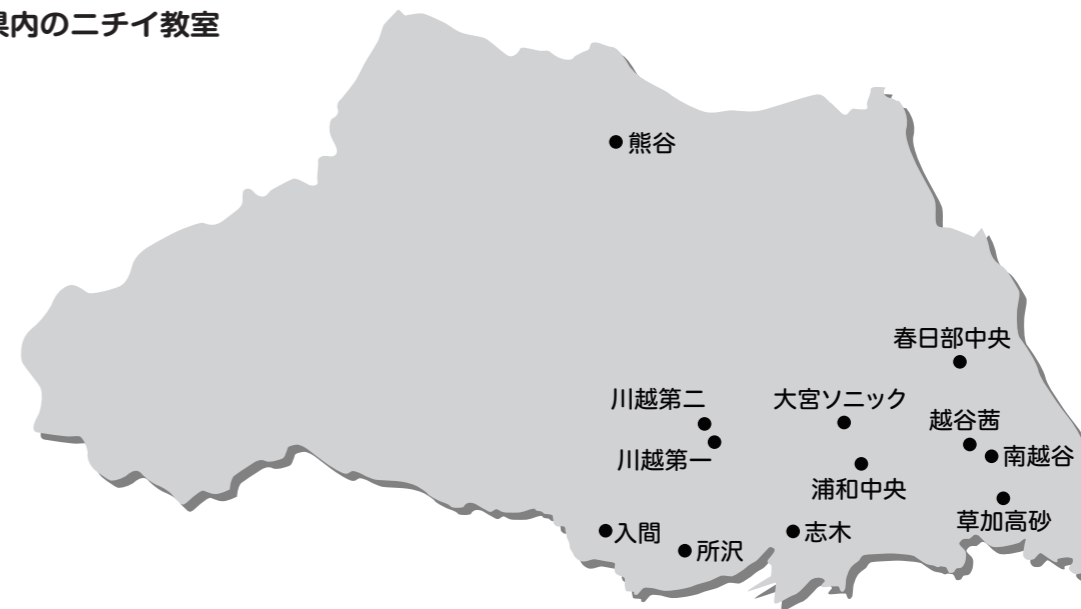 県内のニチイ教室
熊谷
春日部中央
川越第二
大宮ソニック
越谷茜
川越第一
南越谷
浦和中央
草加高砂
入間
志木
所沢